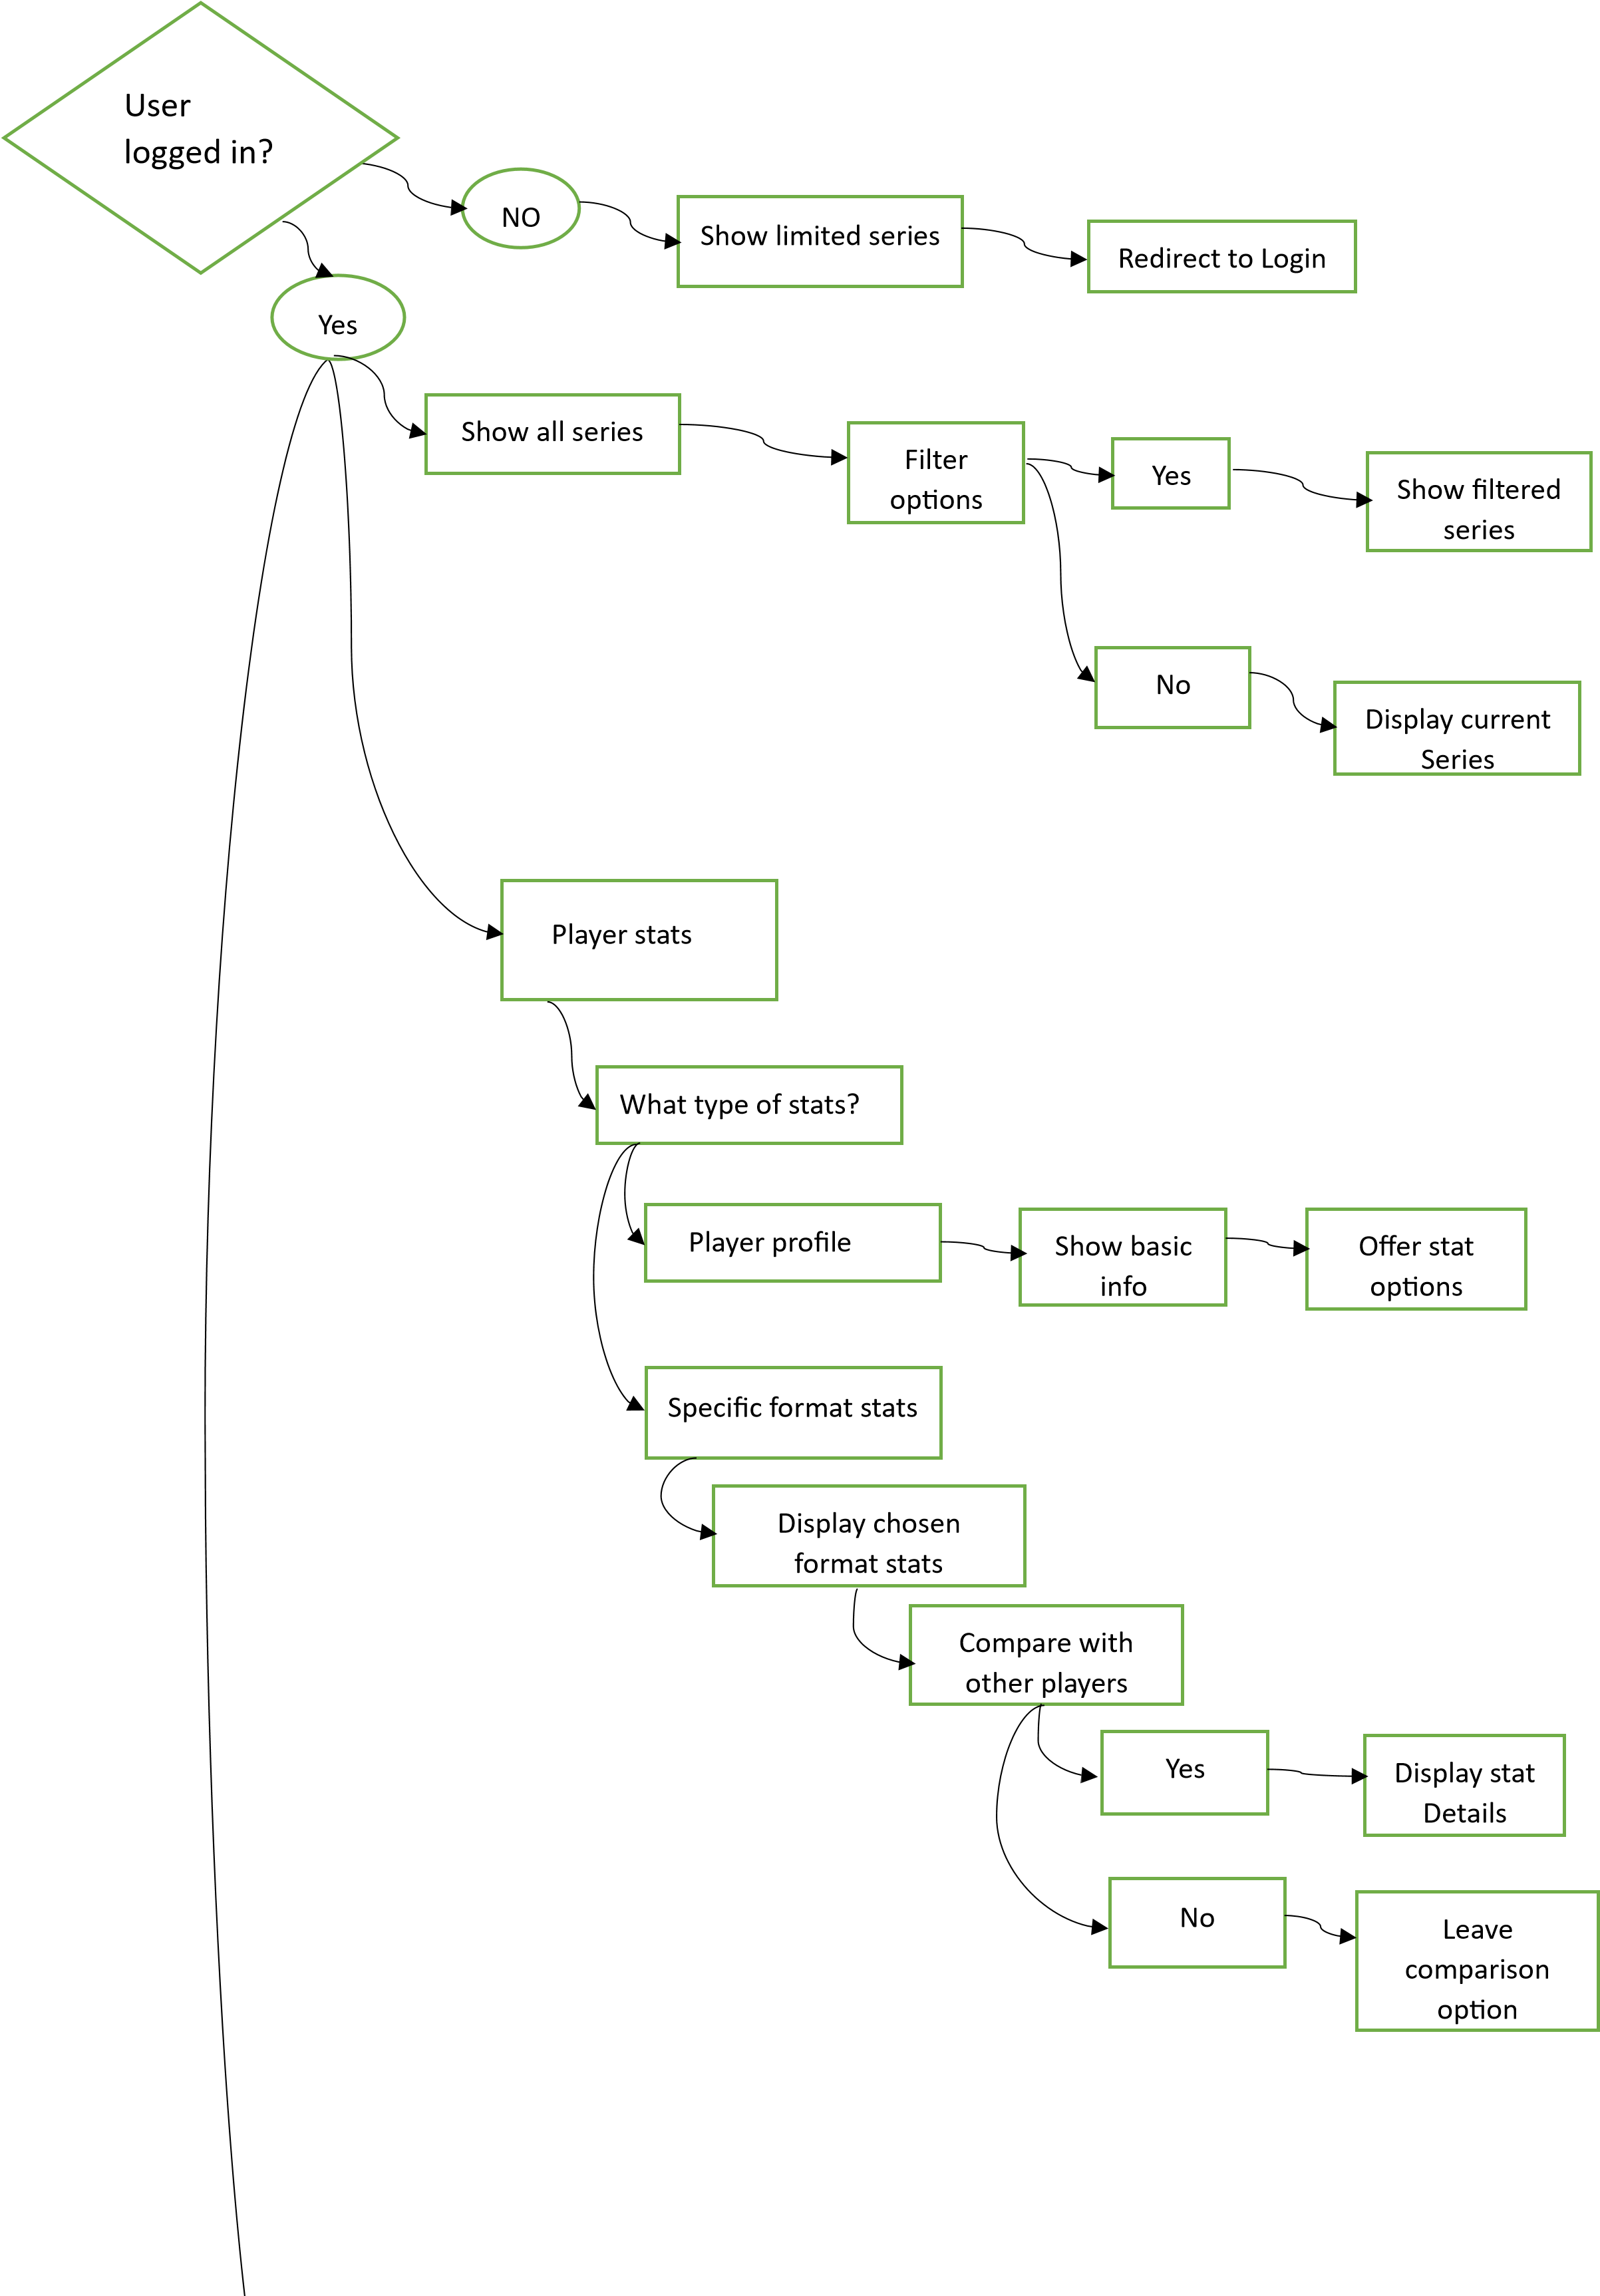 User
logged in?
NO
Show limited series
Redirect to Login
Yes
Show all series
Filter
options
Yes
Show filtered
series
No
Display current
Series
Player stats
What type of stats?
Player profile
Show basic
info
Offer stat
options
Specific format stats
Display chosen
format stats
Compare with
other players
Yes
Display stat
Details
No
Leave
comparison
option